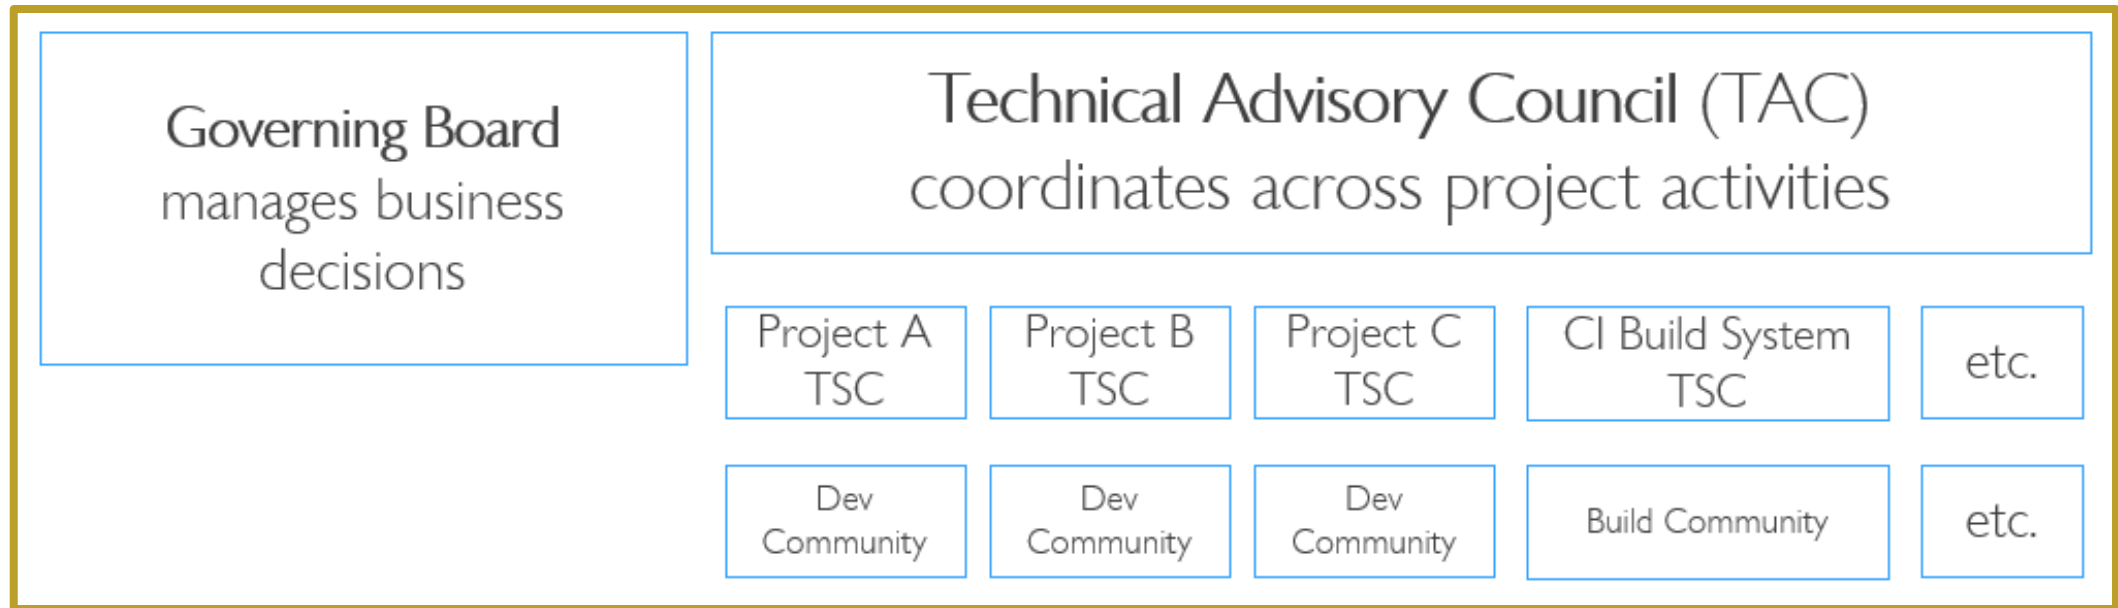 Governing Board
manages business
decisions
Technical Advisory Council (TAC)
coordinates across project activities
Project A
TSC
Project B
TSC
Project C
TSC
CI Build System
TSC
etc.
Dev
Community
Dev
Community
Dev
Community
Build Community
etc.